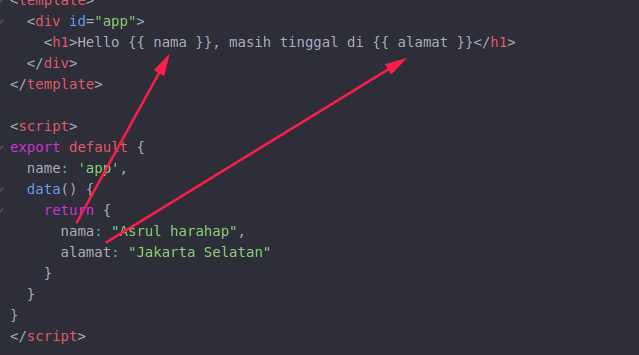 <template>
<div id="app">
<h1>Hello {{ nama }}, masih tinggal di {{ alamat }}</h1>
</div>
</template>
<script>
export default {
name: 'app',
data() {
return {
nama: "Asrul harahap",
alamat: "Jakarta Selatan"
}
}
}
</script>